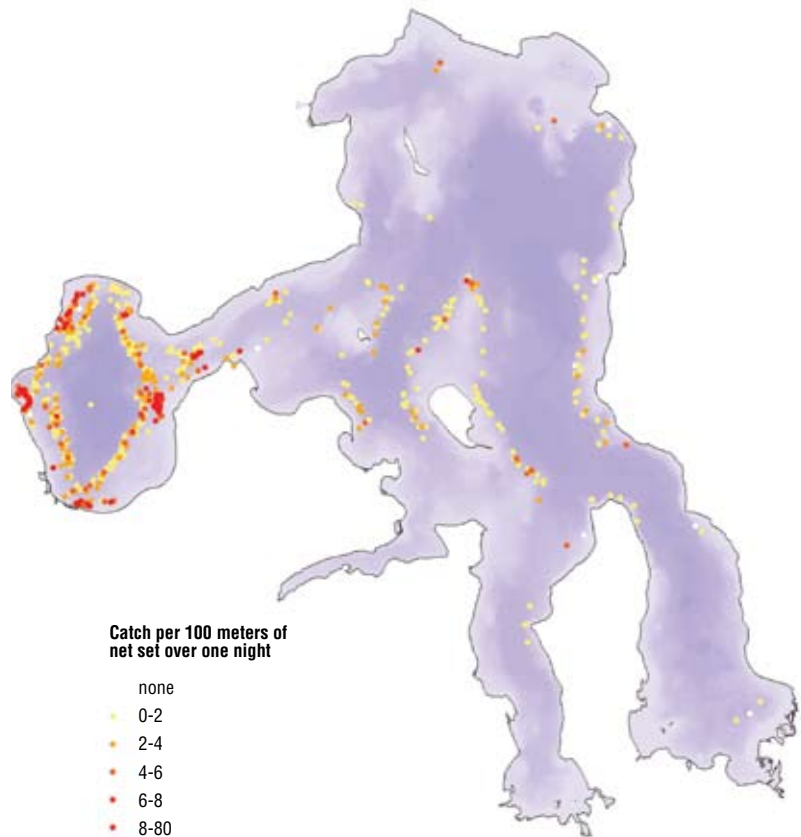 Catch per 100 meters of
net set over one night
none
0-2
2-4
4-6
6-8
8-80